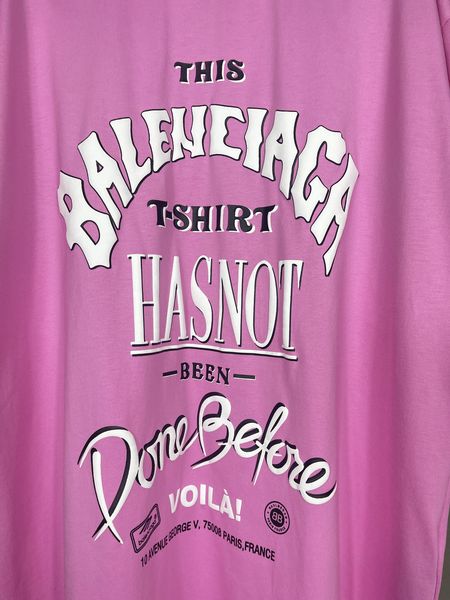 THIS
BALENCIAGA
T-SHIRT
HASNOT
BEEN
Done Before
VOILÀ!
10 AVENUE GEORGE V, 75008 PARIS, FRANCE